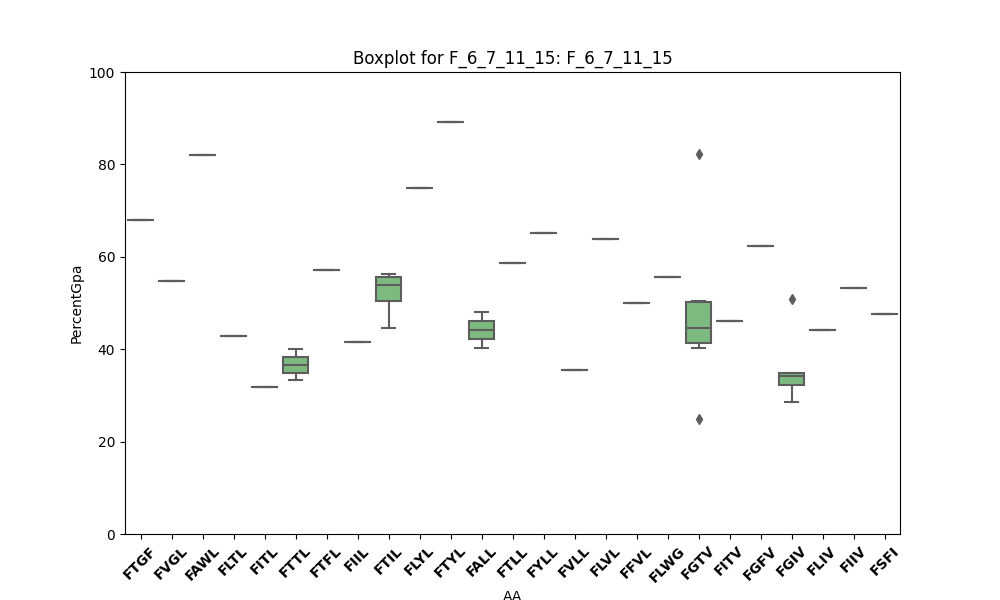 Boxplot for F_6_7_11_15: F_6_7_11_15
PercentGpa
100
80
60
40
20
0
FTGF FVGL FAWL FLTL FITL FTTL FTFL FIIL FTIL FLYL FTYL FALL FTLL FYLL FVLL FLVL FFVL FLWG FGTV FITV FGFV FGIV FLIV FIIV FSFI
AA